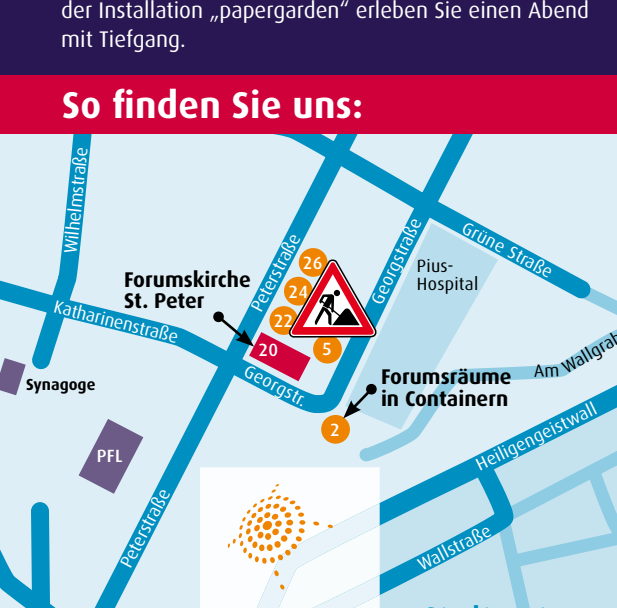 der Installation „papergarden“ erleben Sie einen Abend
mit Tiefgang.
So finden Sie uns:
Wilhelmstraße
Peterstraße
Georgstraße
Grüne Straße
Pius-
Hospital
26
24
22
Forumskirche
St. Peter
Katharinenstraße
20
5
Georgstr.
Am
Synagoge
Forumsräume
in Containern
2
PFL
Heiligengeistwall
Peterstraße
Wallstraße